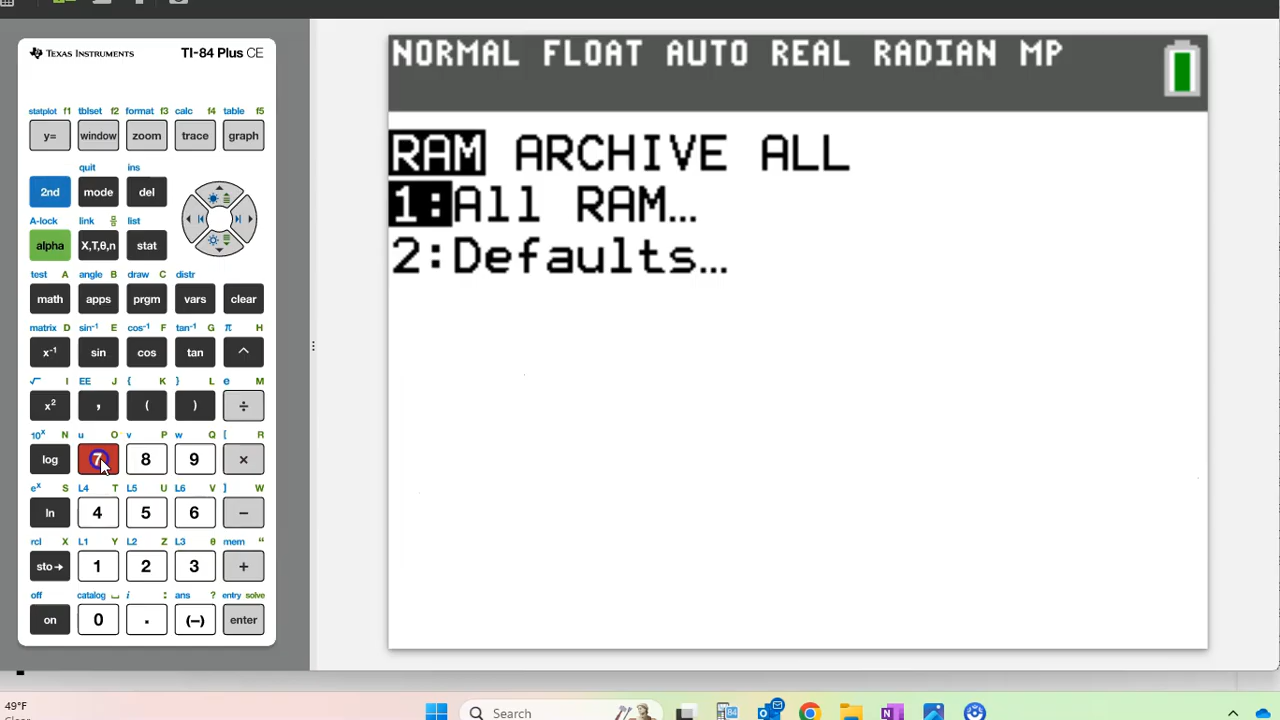 TEXAS INSTRUMENTS TI-84 Plus CE
statplot f1 tblset f2 format f3 calc f4 table f5
y= window zoom trace graph
quit ins
2nd mode del
A-lock link list
alpha X,T,θ,n stat
test A angle B draw C distr
math apps prgm vars clear
matrix D sin⁻¹ E cos⁻¹ F tan⁻¹ G π H
x⁻¹ sin cos tan ^
√ I EE J { K } L e M
x² , ( ) ÷
10ˣ N u O v P w Q [ R
log 7 8 9 ×
eˣ S L4 T L5 U L6 V ] W
ln 4 5 6 −
rcl X L1 Y L2 Z L3 θ mem “
sto→ 1 2 3 +
off catalog i : ans ? entry solve
on 0 . (−) enter
NORMAL FLOAT AUTO REAL RADIAN MP
RAM ARCHIVE ALL
1:All RAM…
2:Defaults…
49°F
Search